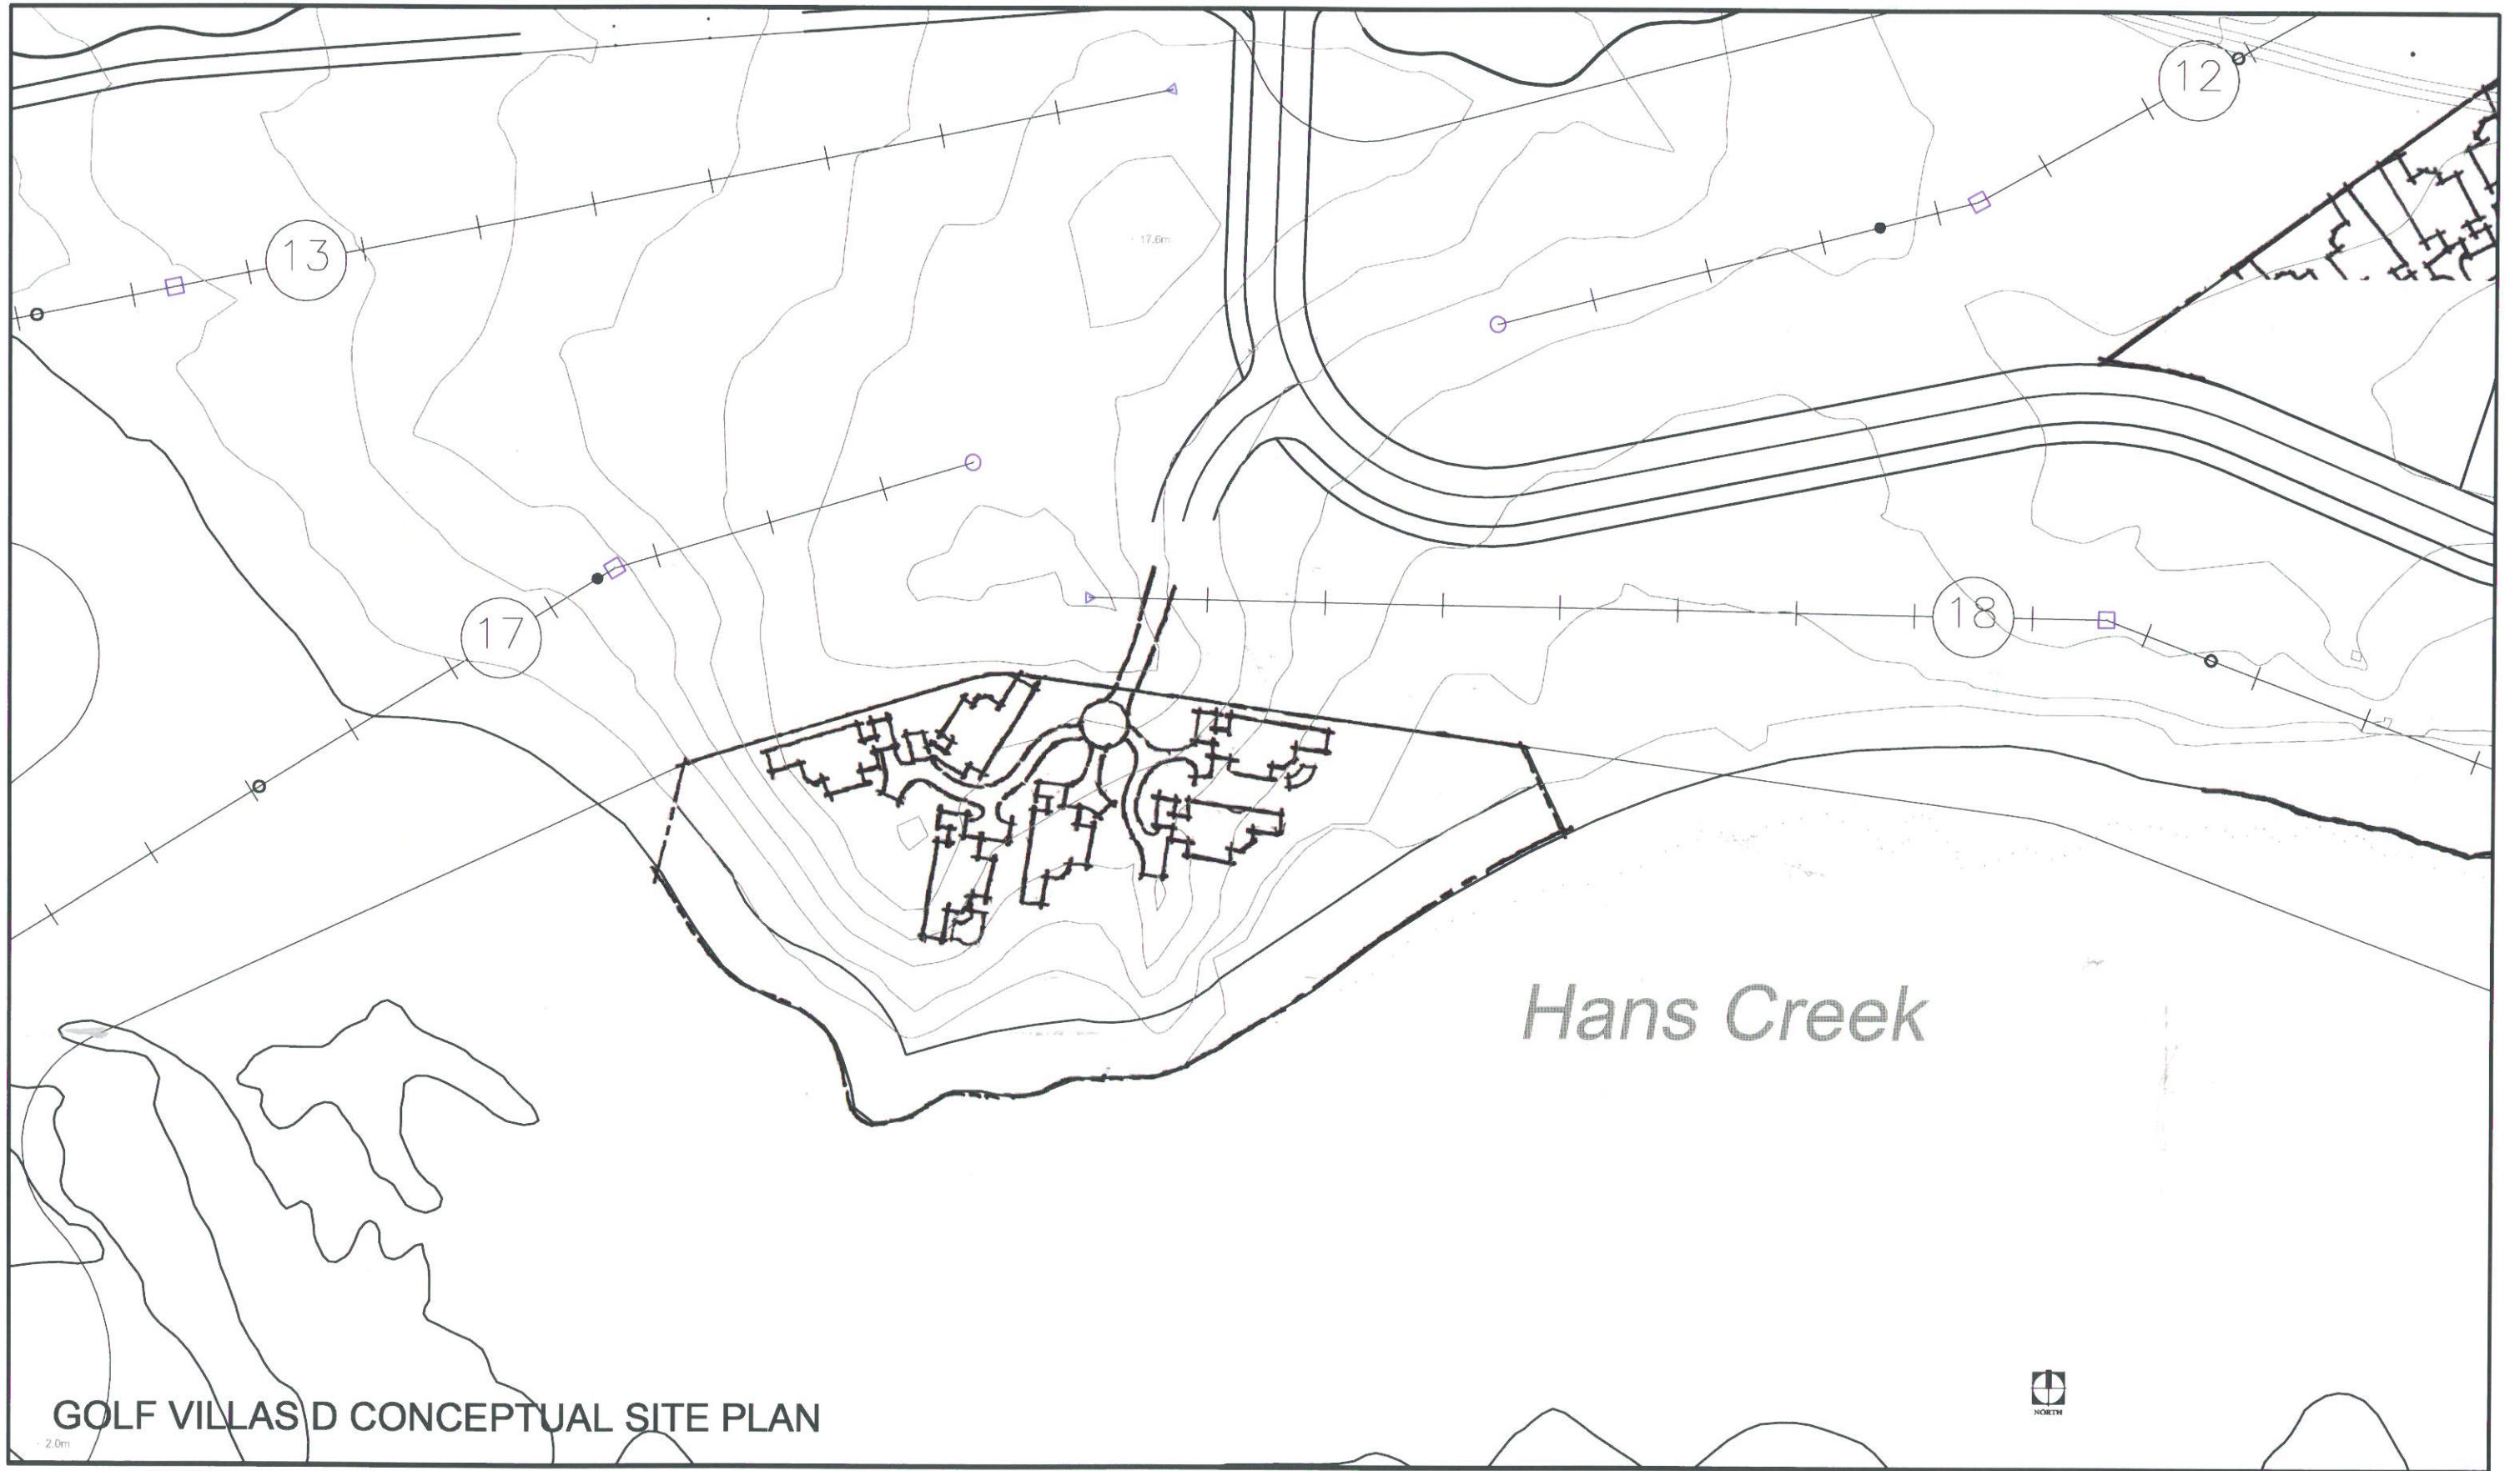 12
13
17.6m
17
18
Hans Creek
GOLF VILLAS D CONCEPTUAL SITE PLAN
NORTH
2.0m